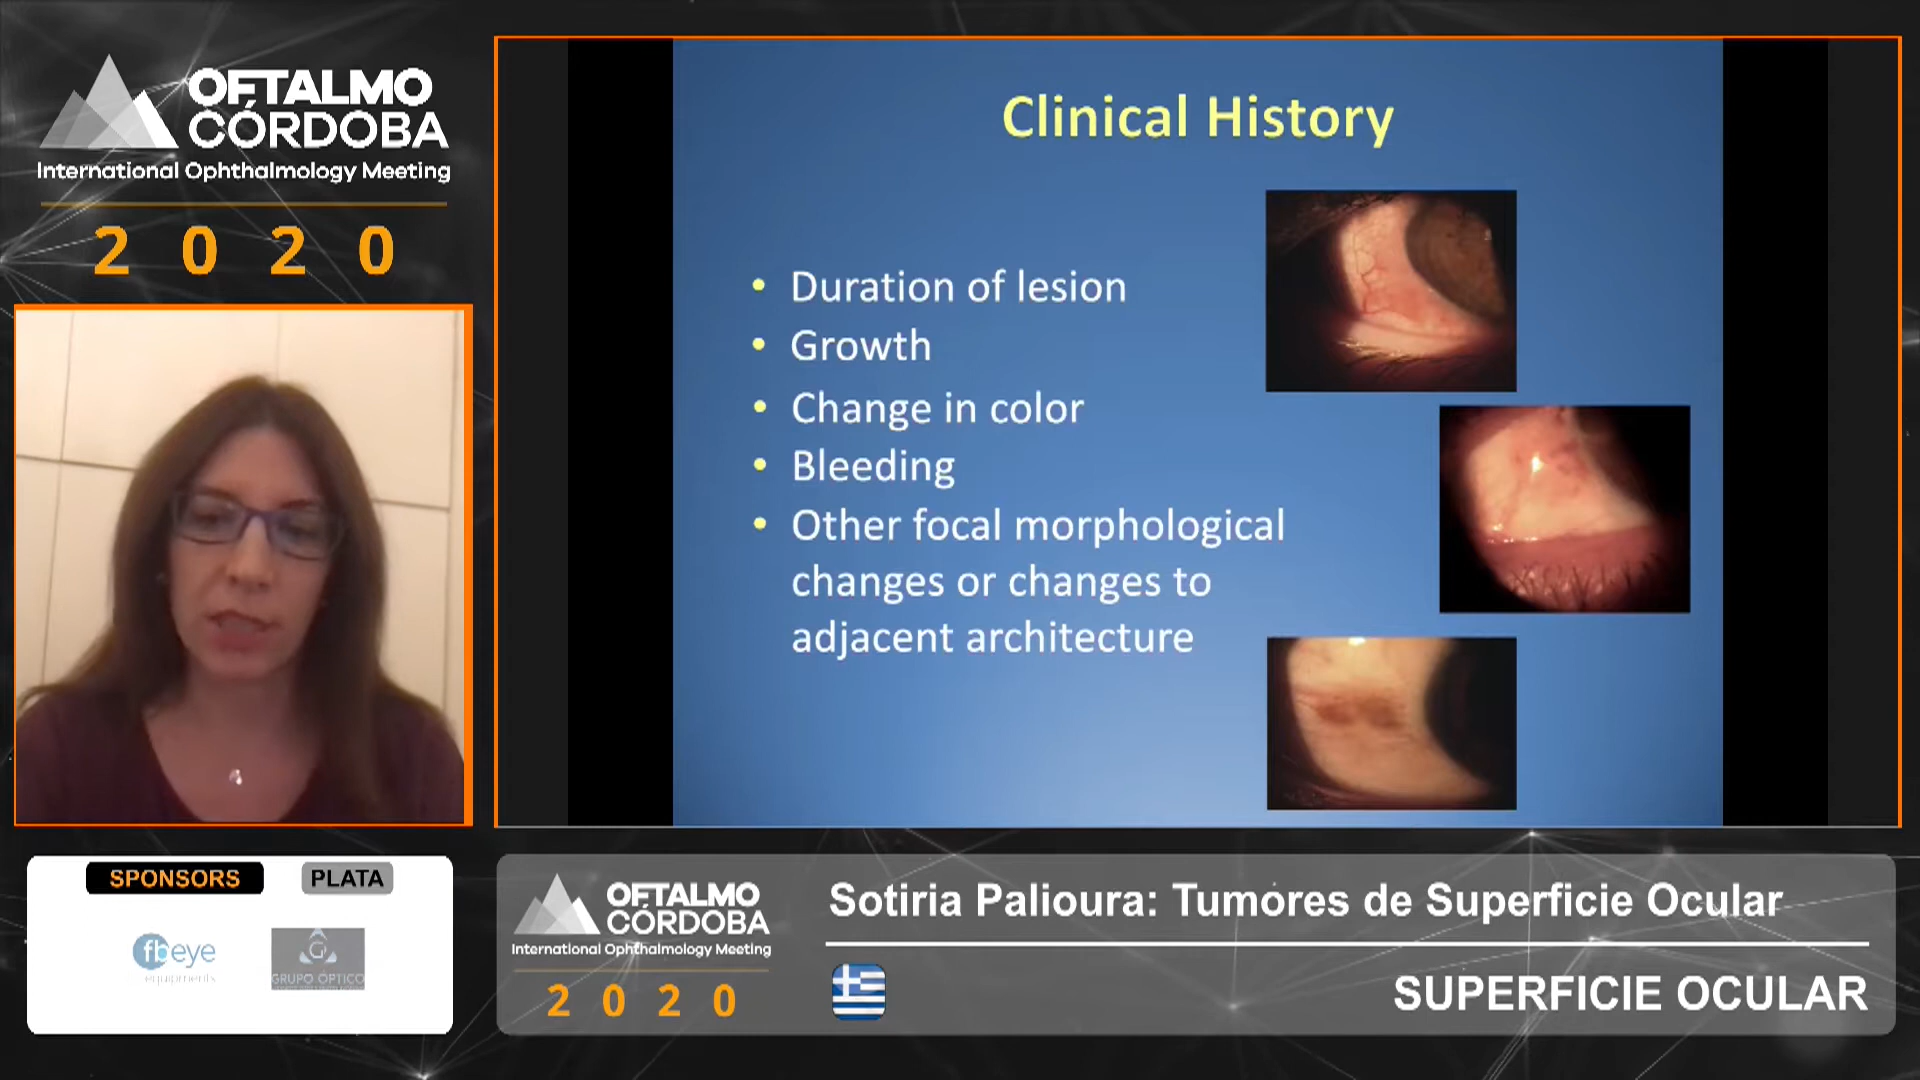 OFTALMO
CÓRDOBA
International Ophthalmology Meeting
2 0 2 0
Clinical History
• Duration of lesion
• Growth
• Change in color
• Bleeding
• Other focal morphological
changes or changes to
adjacent architecture
SPONSORS
PLATA
fbeye
equipments
GRUPO ÓPTICO
OFTALMO
CÓRDOBA
International Ophthalmology Meeting
2 0 2 0
Sotiria Palioura: Tumores de Superficie Ocular
SUPERFICIE OCULAR